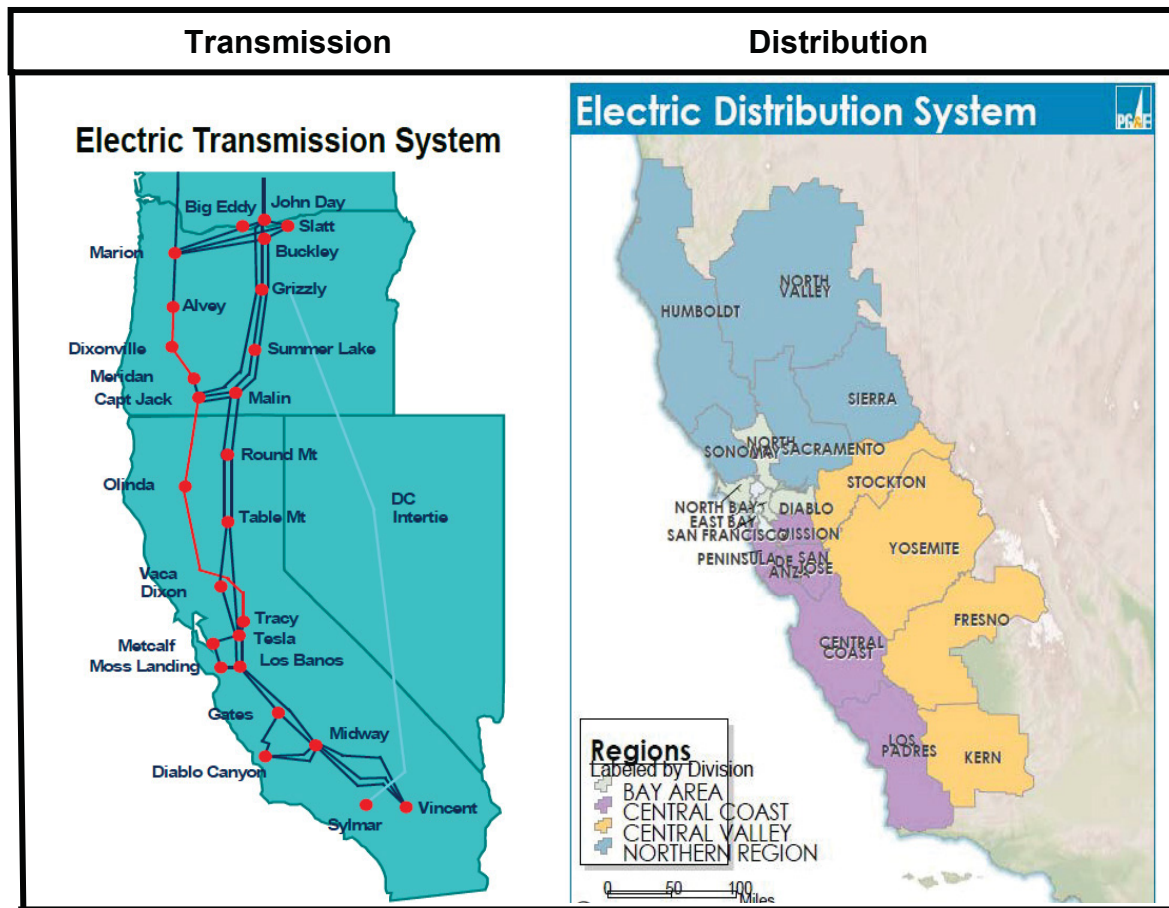 Transmission
Distribution
Electric Transmission System
Big Eddy
John Day
Slatt
Marion
Buckley
Grizzly
Alvey
Dixonville
Summer Lake
Meridan
Capt Jack
Malin
Round Mt
Olinda
DC
Intertie
Table Mt
Vaca
Dixon
Tracy
Tesla
Metcalf
Moss Landing
Los Banos
Gates
Midway
Diablo Canyon
Vincent
Sylmar
Electric Distribution System
PG&E
NORTH
VALLEY
HUMBOLDT
SIERRA
SONOMA
NORTH
SACRAMENTO
STOCKTON
NORTH BAY
DIABLO
EAST BAY
SAN FRANCISCO
MISSION
YOSEMITE
PENINSULA
DE
ANZA
SAN
JOSE
FRESNO
CENTRAL
COAST
LOS
PADRES
KERN
Regions
Labeled by Division
BAY AREA
CENTRAL COAST
CENTRAL VALLEY
NORTHERN REGION
0 50 100
Miles